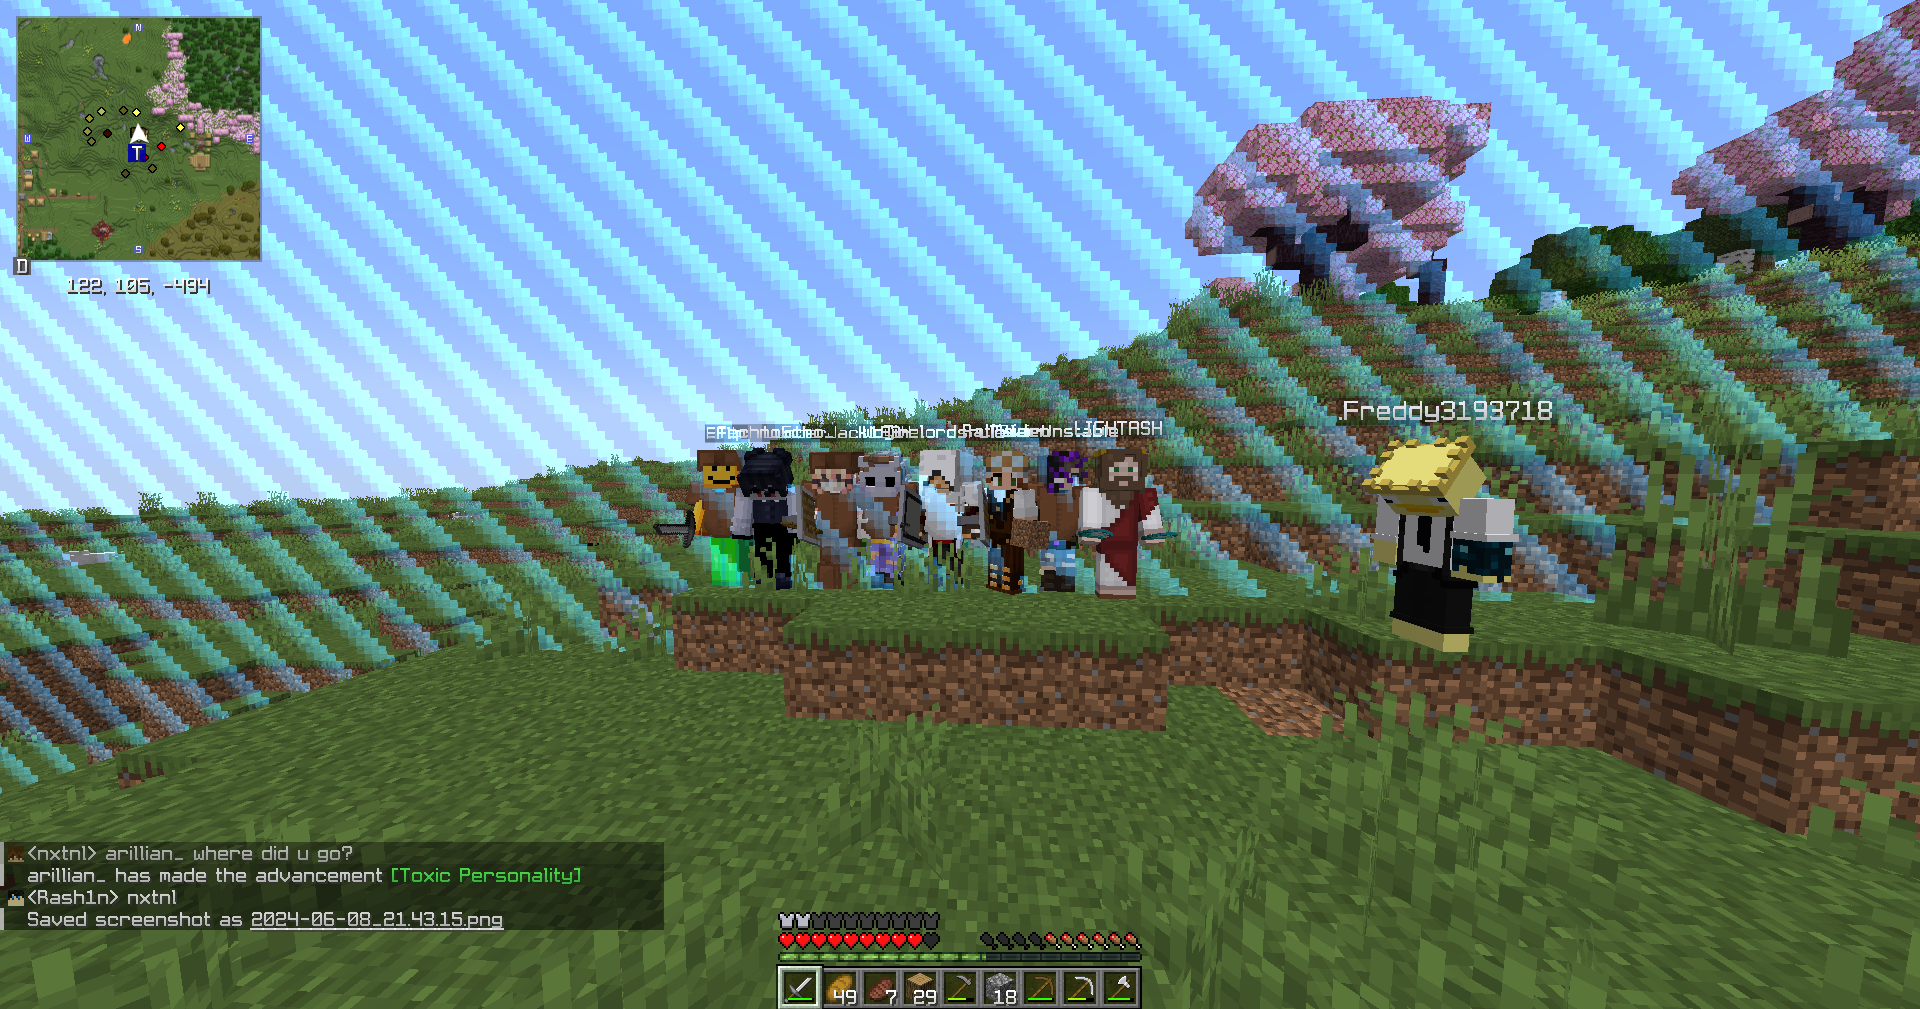 N
W
E
T
S
D
122, 105, -494
.Freddy3193718
LIGHTASH
<nxtnl> arillian_ where did u go?
arillian_ has made the advancement [Toxic Personality]
<Rash1n> nxtnl
Saved screenshot as 2024-06-08_21.43.15.png
49
7
29
18